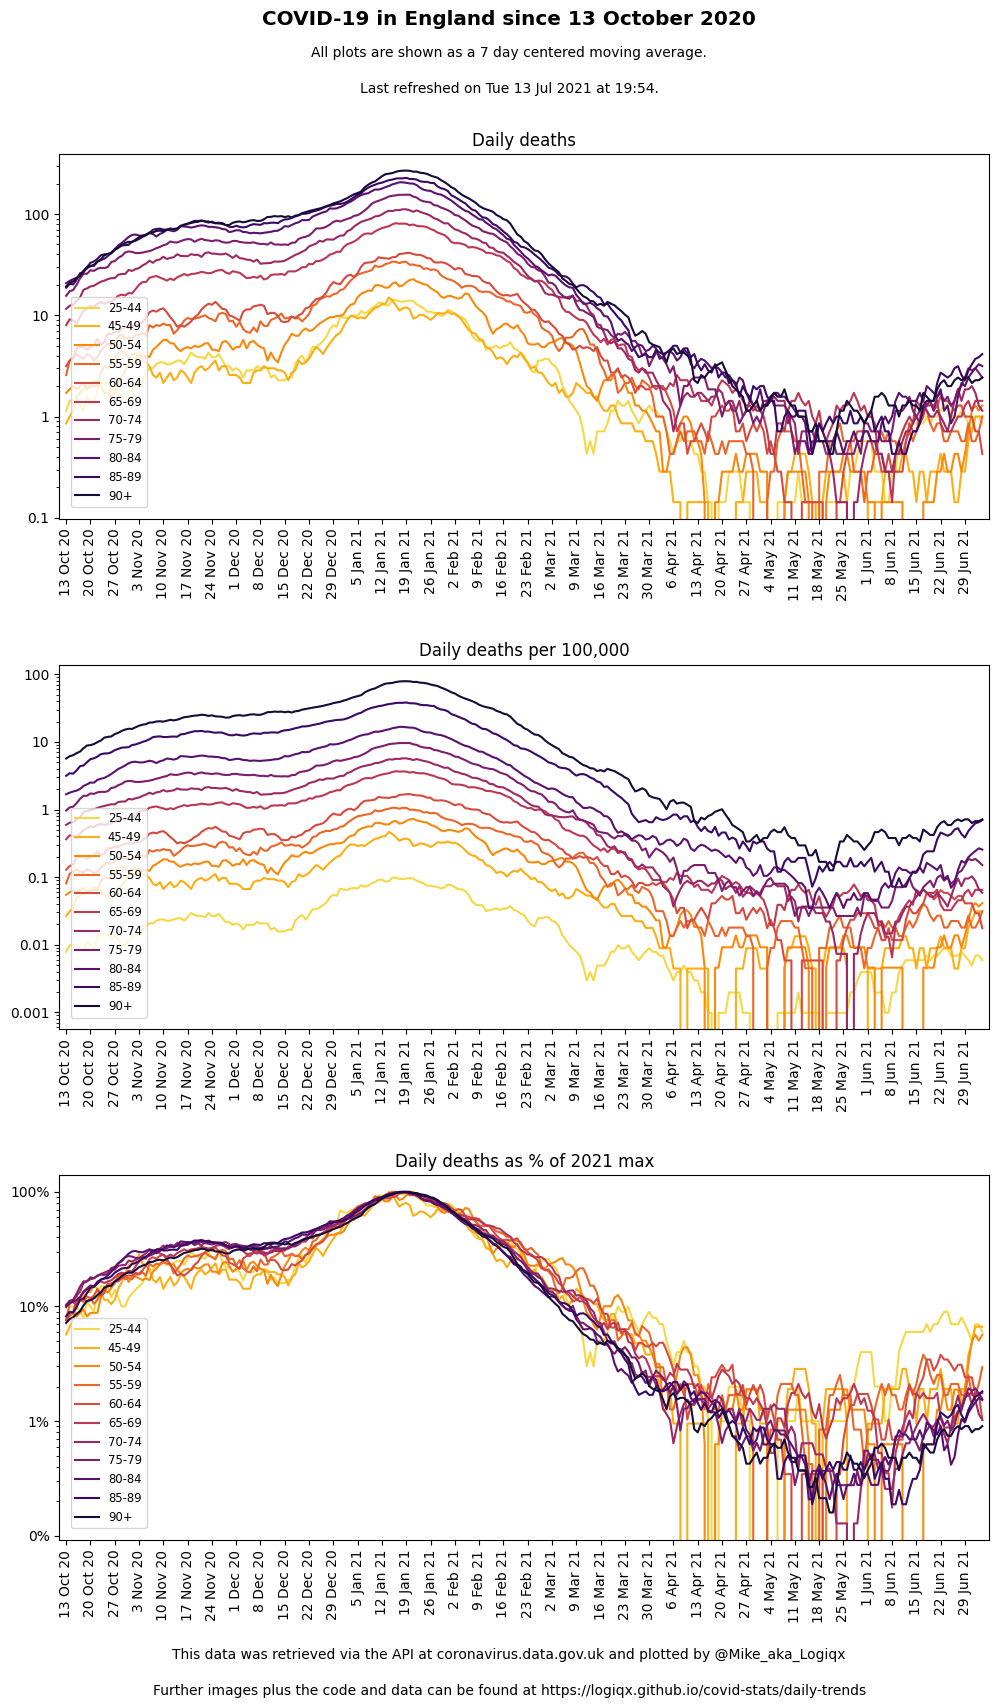 COVID-19 in England since 13 October 2020
All plots are shown as a 7 day centered moving average.
Last refreshed on Tue 13 Jul 2021 at 19:54.
Daily deaths
100
10
1
0.1
25-44
45-49
50-54
55-59
60-64
65-69
70-74
75-79
80-84
85-89
90+
13 Oct 20
20 Oct 20
27 Oct 20
3 Nov 20
10 Nov 20
17 Nov 20
24 Nov 20
1 Dec 20
8 Dec 20
15 Dec 20
22 Dec 20
29 Dec 20
5 Jan 21
12 Jan 21
19 Jan 21
26 Jan 21
2 Feb 21
9 Feb 21
16 Feb 21
23 Feb 21
2 Mar 21
9 Mar 21
16 Mar 21
23 Mar 21
30 Mar 21
6 Apr 21
13 Apr 21
20 Apr 21
27 Apr 21
4 May 21
11 May 21
18 May 21
25 May 21
1 Jun 21
8 Jun 21
15 Jun 21
22 Jun 21
29 Jun 21
Daily deaths per 100,000
100
10
1
0.1
0.01
0.001
25-44
45-49
50-54
55-59
60-64
65-69
70-74
75-79
80-84
85-89
90+
13 Oct 20
20 Oct 20
27 Oct 20
3 Nov 20
10 Nov 20
17 Nov 20
24 Nov 20
1 Dec 20
8 Dec 20
15 Dec 20
22 Dec 20
29 Dec 20
5 Jan 21
12 Jan 21
19 Jan 21
26 Jan 21
2 Feb 21
9 Feb 21
16 Feb 21
23 Feb 21
2 Mar 21
9 Mar 21
16 Mar 21
23 Mar 21
30 Mar 21
6 Apr 21
13 Apr 21
20 Apr 21
27 Apr 21
4 May 21
11 May 21
18 May 21
25 May 21
1 Jun 21
8 Jun 21
15 Jun 21
22 Jun 21
29 Jun 21
Daily deaths as % of 2021 max
100%
10%
1%
0%
25-44
45-49
50-54
55-59
60-64
65-69
70-74
75-79
80-84
85-89
90+
13 Oct 20
20 Oct 20
27 Oct 20
3 Nov 20
10 Nov 20
17 Nov 20
24 Nov 20
1 Dec 20
8 Dec 20
15 Dec 20
22 Dec 20
29 Dec 20
5 Jan 21
12 Jan 21
19 Jan 21
26 Jan 21
2 Feb 21
9 Feb 21
16 Feb 21
23 Feb 21
2 Mar 21
9 Mar 21
16 Mar 21
23 Mar 21
30 Mar 21
6 Apr 21
13 Apr 21
20 Apr 21
27 Apr 21
4 May 21
11 May 21
18 May 21
25 May 21
1 Jun 21
8 Jun 21
15 Jun 21
22 Jun 21
29 Jun 21
This data was retrieved via the API at coronavirus.data.gov.uk and plotted by @Mike_aka_Logiqx
Further images plus the code and data can be found at https://logiqx.github.io/covid-stats/daily-trends